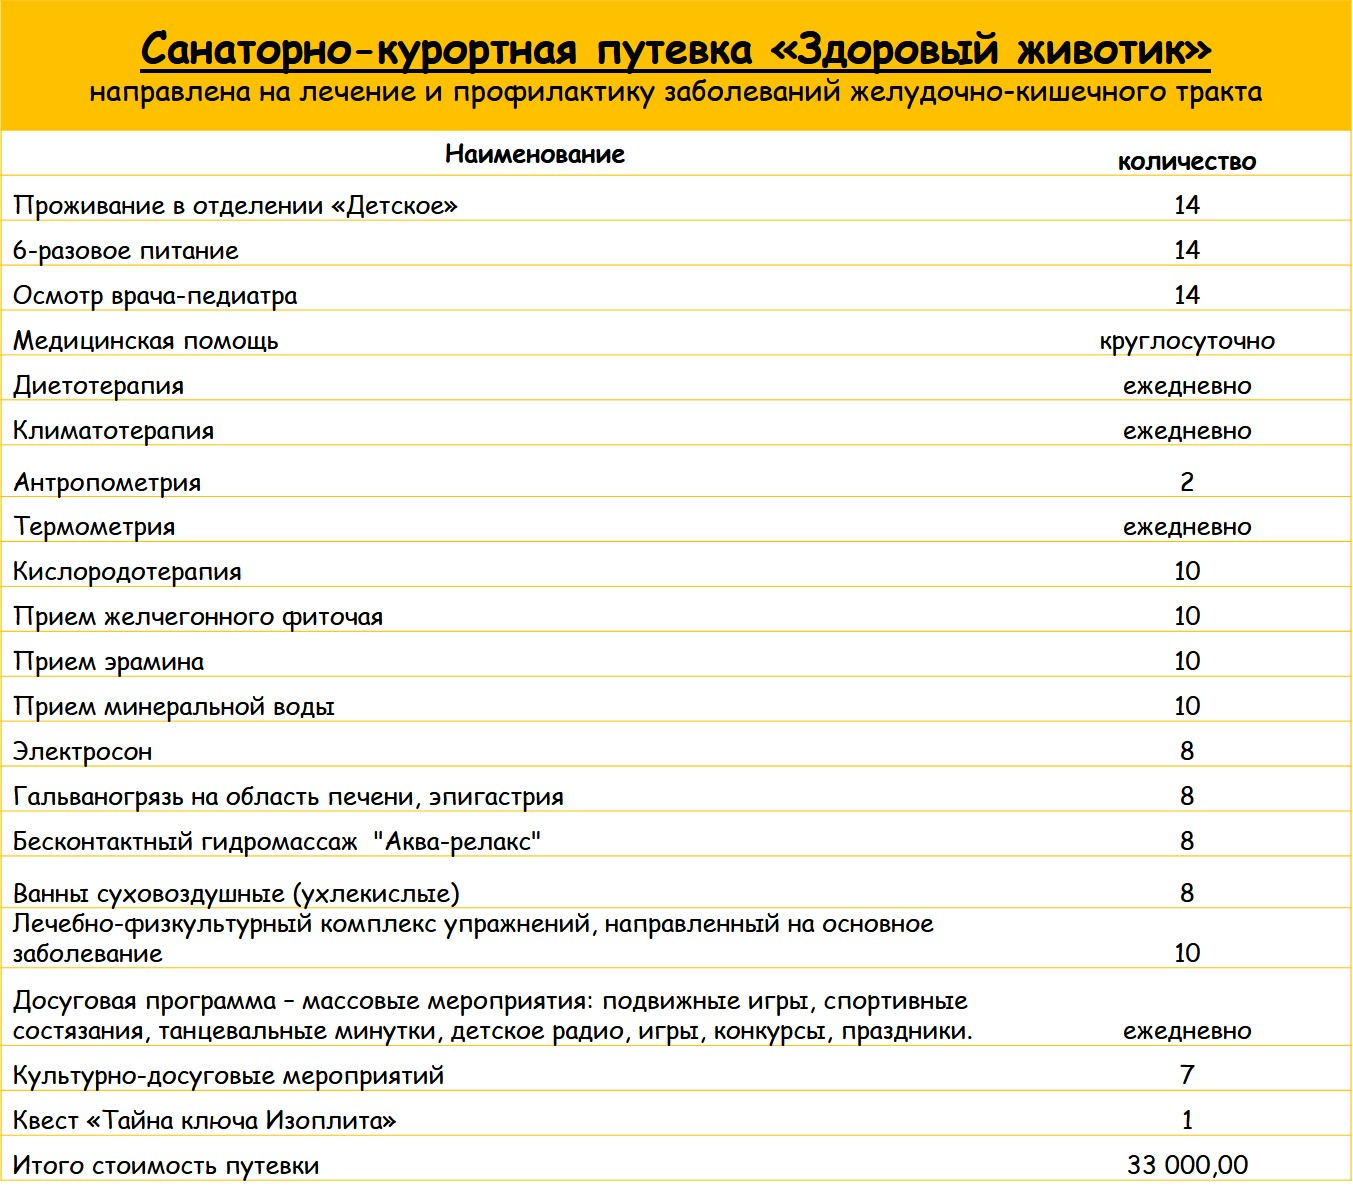 Санаторно-курортная путевка «Здоровый животик»
направлена на лечение и профилактику заболеваний желудочно-кишечного тракта
Наименование количество
Проживание в отделении «Детское» 14
6-разовое питание 14
Осмотр врача-педиатра 14
Медицинская помощь круглосуточно
Диетотерапия ежедневно
Климатотерапия ежедневно
Антропометрия 2
Термометрия ежедневно
Кислородотерапия 10
Прием желчегонного фиточая 10
Прием эрамина 10
Прием минеральной воды 10
Электросон 8
Гальваногрязь на область печени, эпигастрия 8
Бесконтактный гидромассаж "Аква-релакс" 8
Ванны суховоздушные (ухлекислые) 8
Лечебно-физкультурный комплекс упражнений, направленный на основное
заболевание 10
Досуговая программа – массовые мероприятия: подвижные игры, спортивные
состязания, танцевальные минутки, детское радио, игры, конкурсы, праздники. ежедневно
Культурно-досуговые мероприятий 7
Квест «Тайна ключа Изоплита» 1
Итого стоимость путевки 33 000,00